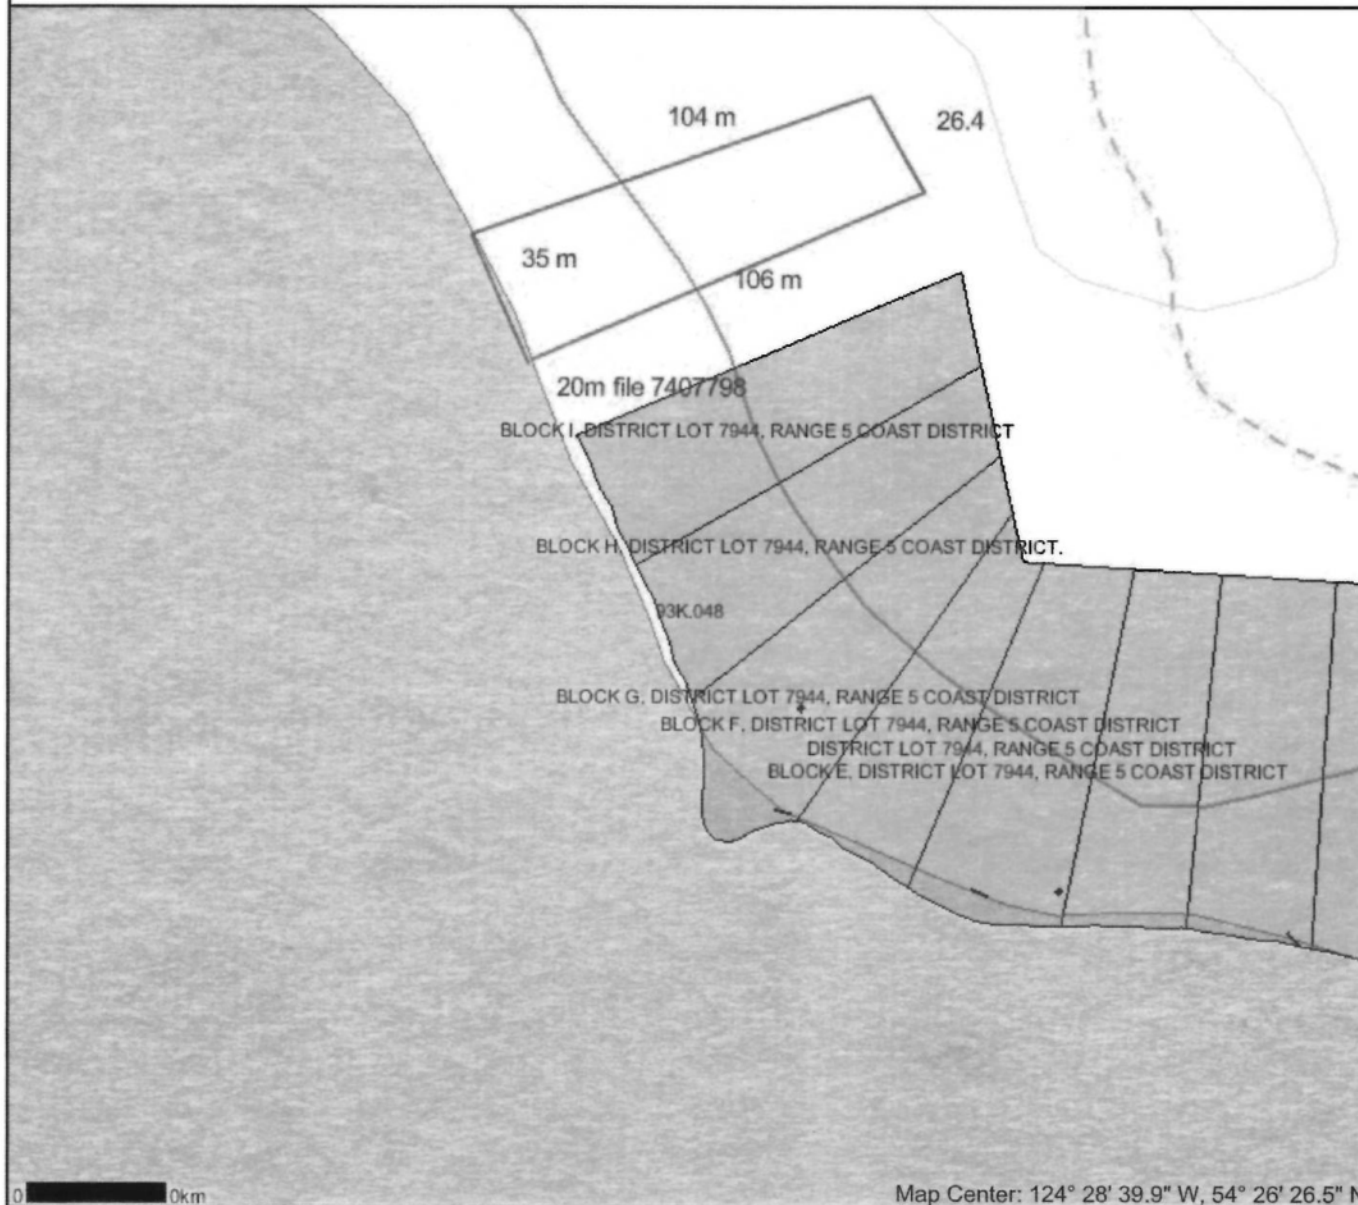 104 m
26.4
35 m
106 m
20m file 7407798
BLOCK I, DISTRICT LOT 7944, RANGE 5 COAST DISTRICT
BLOCK H, DISTRICT LOT 7944, RANGE 5 COAST DISTRICT.
93K.048
BLOCK G, DISTRICT LOT 7944, RANGE 5 COAST DISTRICT
BLOCK F, DISTRICT LOT 7944, RANGE 5 COAST DISTRICT
DISTRICT LOT 7944, RANGE 5 COAST DISTRICT
BLOCK E, DISTRICT LOT 7944, RANGE 5 COAST DISTRICT
0 0km
Map Center: 124° 28' 39.9" W, 54° 26' 26.5" N